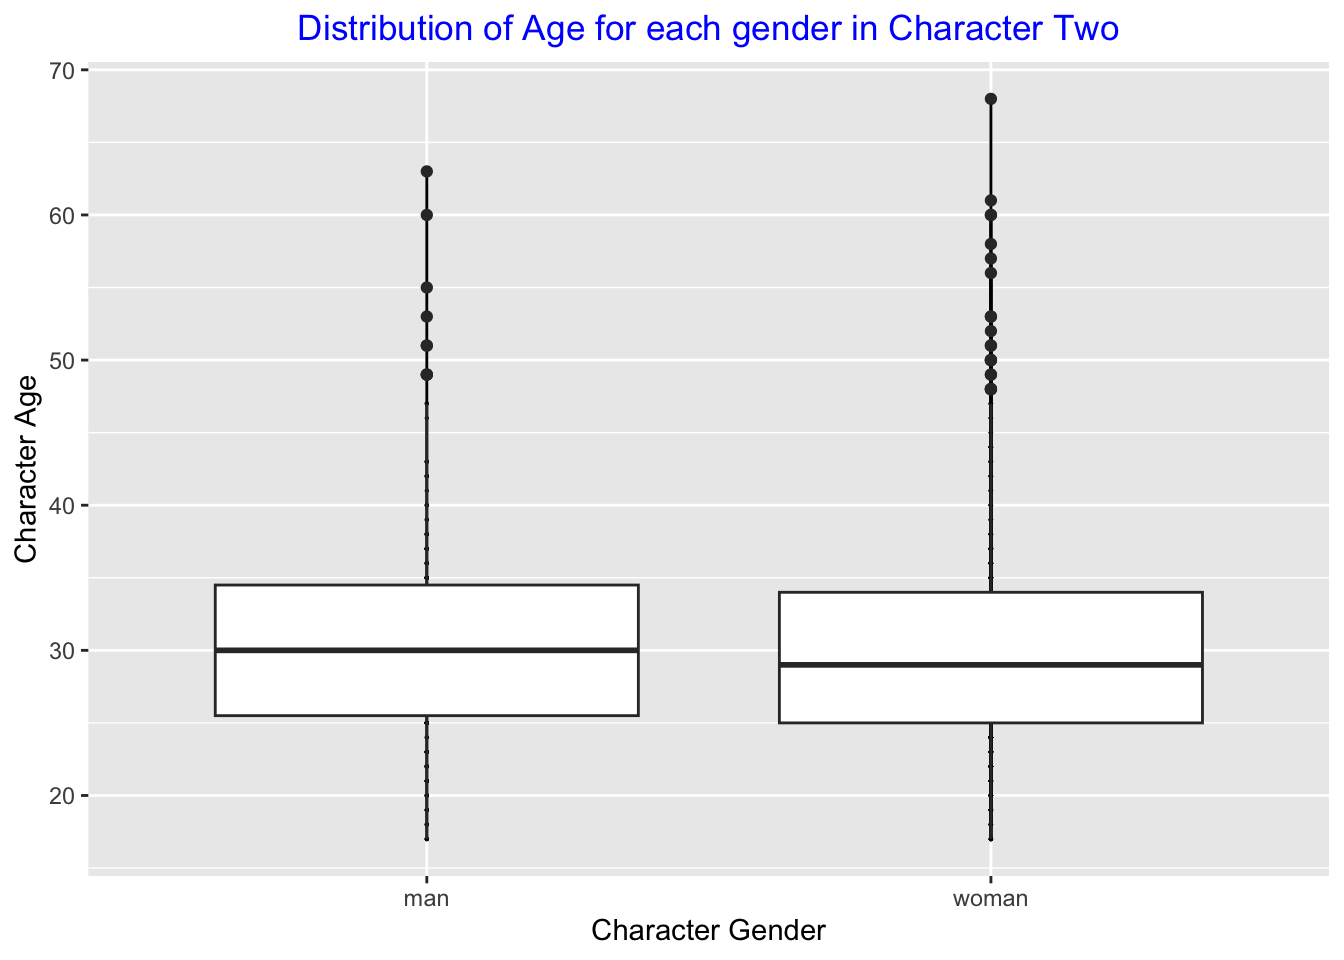 Distribution of Age for each gender in Character Two
70
60
50
40
30
20
Character Age
man woman
Character Gender